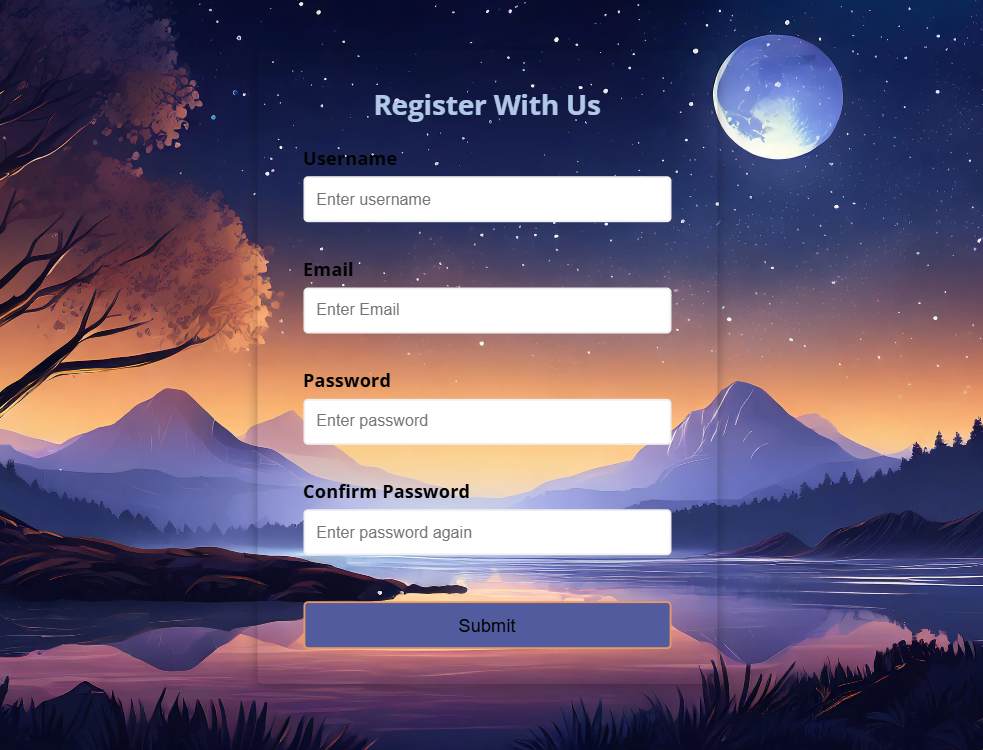 Register With Us
Username
Enter username
Email
Enter Email
Password
Enter password
Confirm Password
Enter password again
Submit